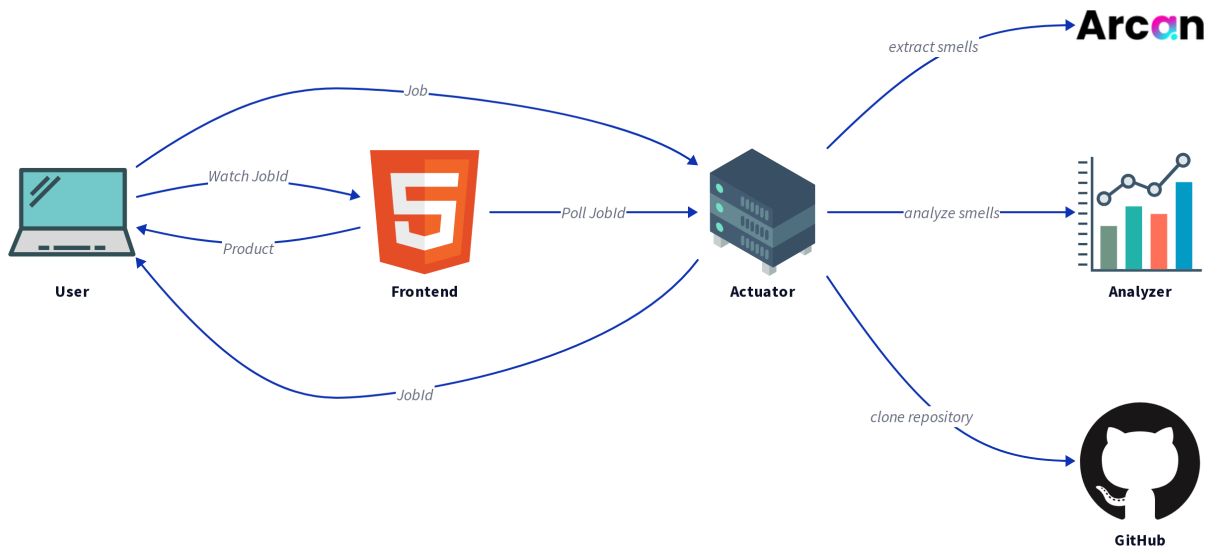 Arcan
extract smells
Job
Watch JobId
Poll JobId
analyze smells
Product
User
Frontend
Actuator
Analyzer
JobId
clone repository
GitHub